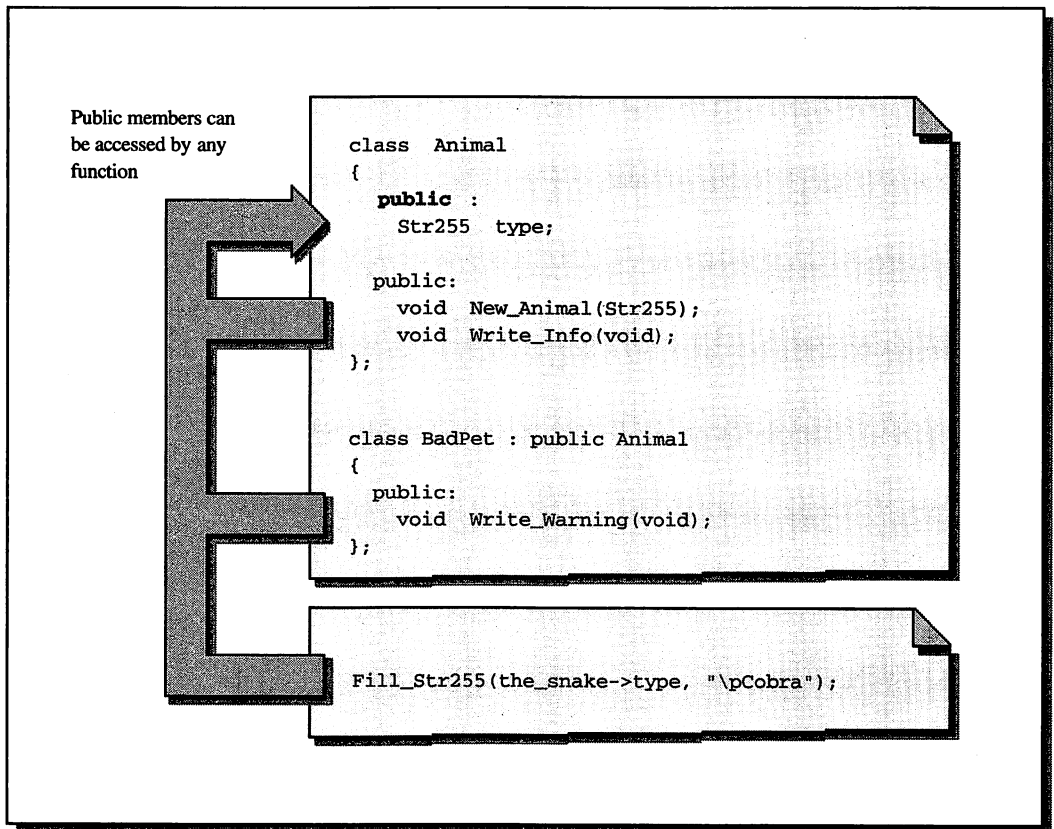 Public members can
be accessed by any
function
class Animal
{
public :
Str255 type;
public:
void New_Animal(Str255);
void Write_Info(void);
};
class BadPet : public Animal
{
public:
void Write_Warning(void);
};
Fill_Str255(the_snake->type, "\pCobra");